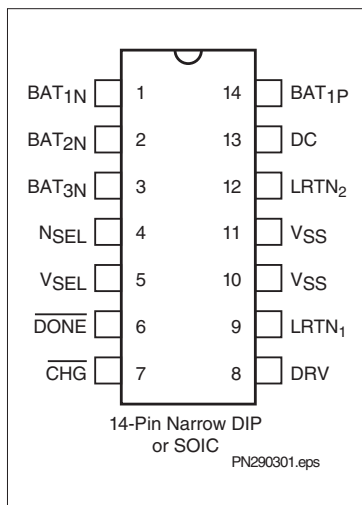 BAT1N 1 14 BAT1P
BAT2N 2 13 DC
BAT3N 3 12 LRTN2
NSEL 4 11 VSS
VSEL 5 10 VSS
DONE 6 9 LRTN1
CHG 7 8 DRV
14-Pin Narrow DIP
or SOIC
PN290301.eps